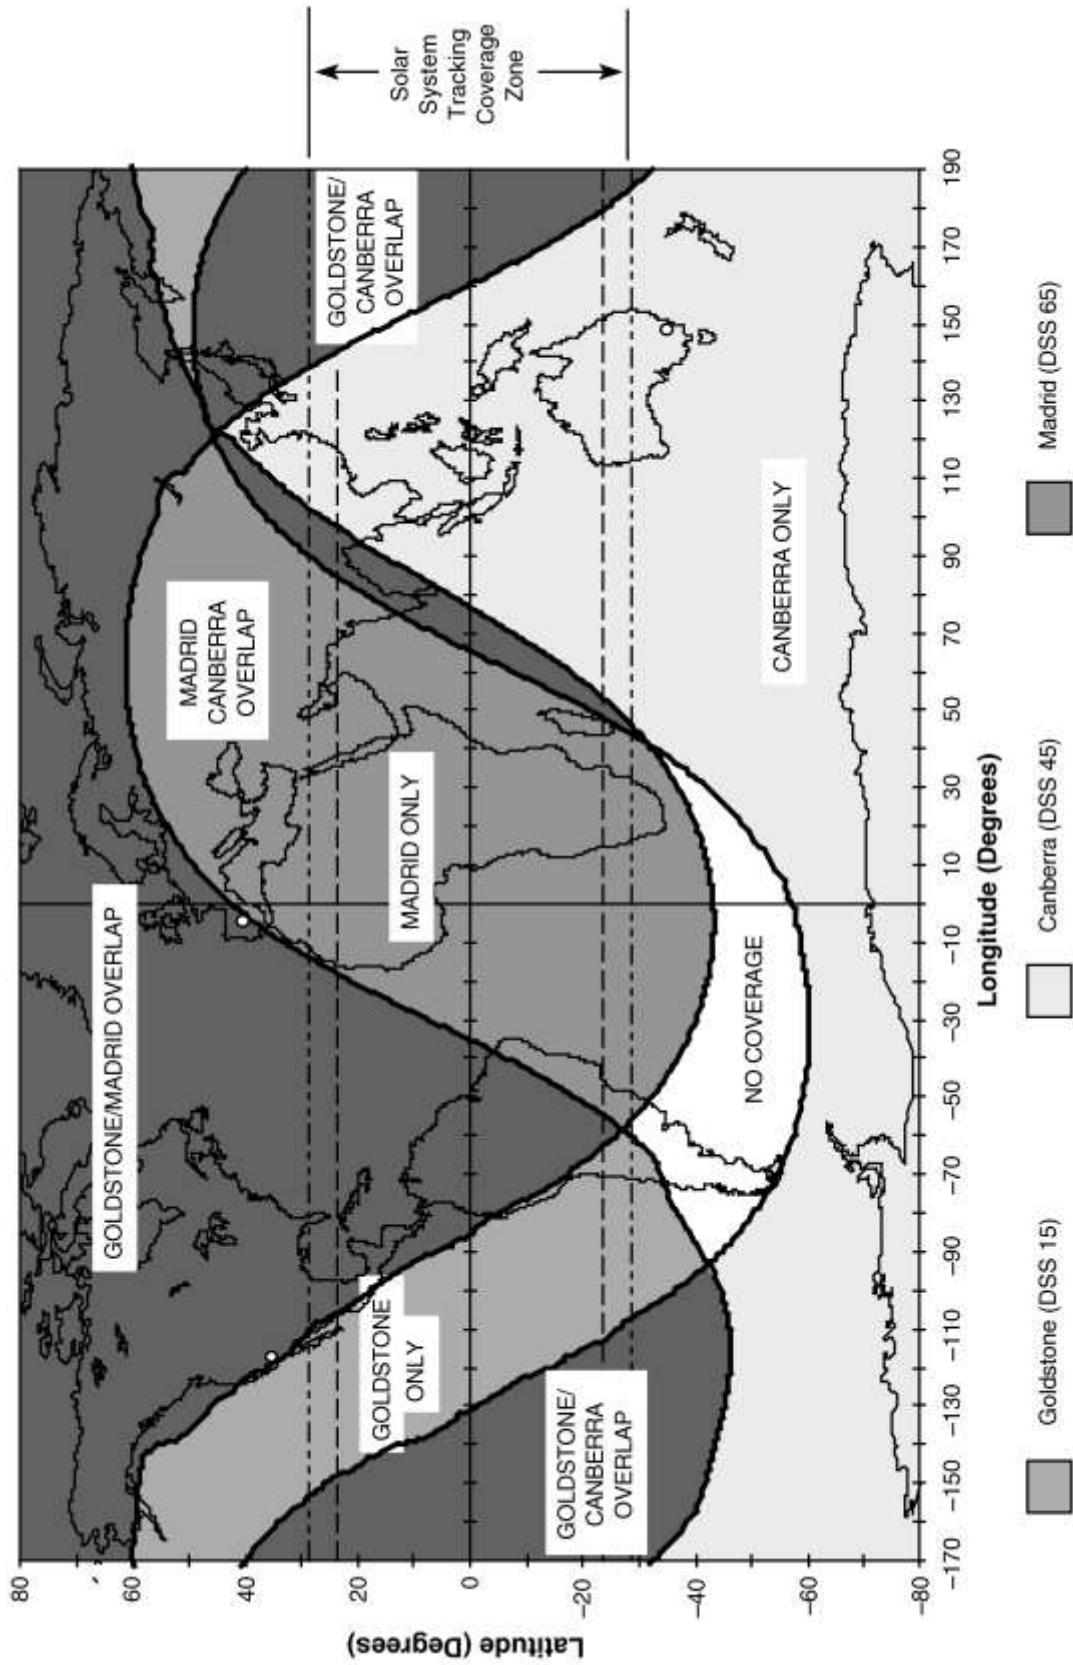 Solar
System
Tracking
Coverage
Zone
GOLDSTONE/MADRID OVERLAP
MADRID
CANBERRA
OVERLAP
GOLDSTONE/
CANBERRA
OVERLAP
MADRID ONLY
GOLDSTONE
ONLY
GOLDSTONE/
CANBERRA
OVERLAP
NO COVERAGE
CANBERRA ONLY
Latitude (Degrees)
80
60
40
20
0
–20
–40
–60
–80
–170
–150
–130
–110
–90
–70
–50
–30
–10
10
30
50
70
90
110
130
150
170
190
Longitude (Degrees)
Goldstone (DSS 15)
Canberra (DSS 45)
Madrid (DSS 65)